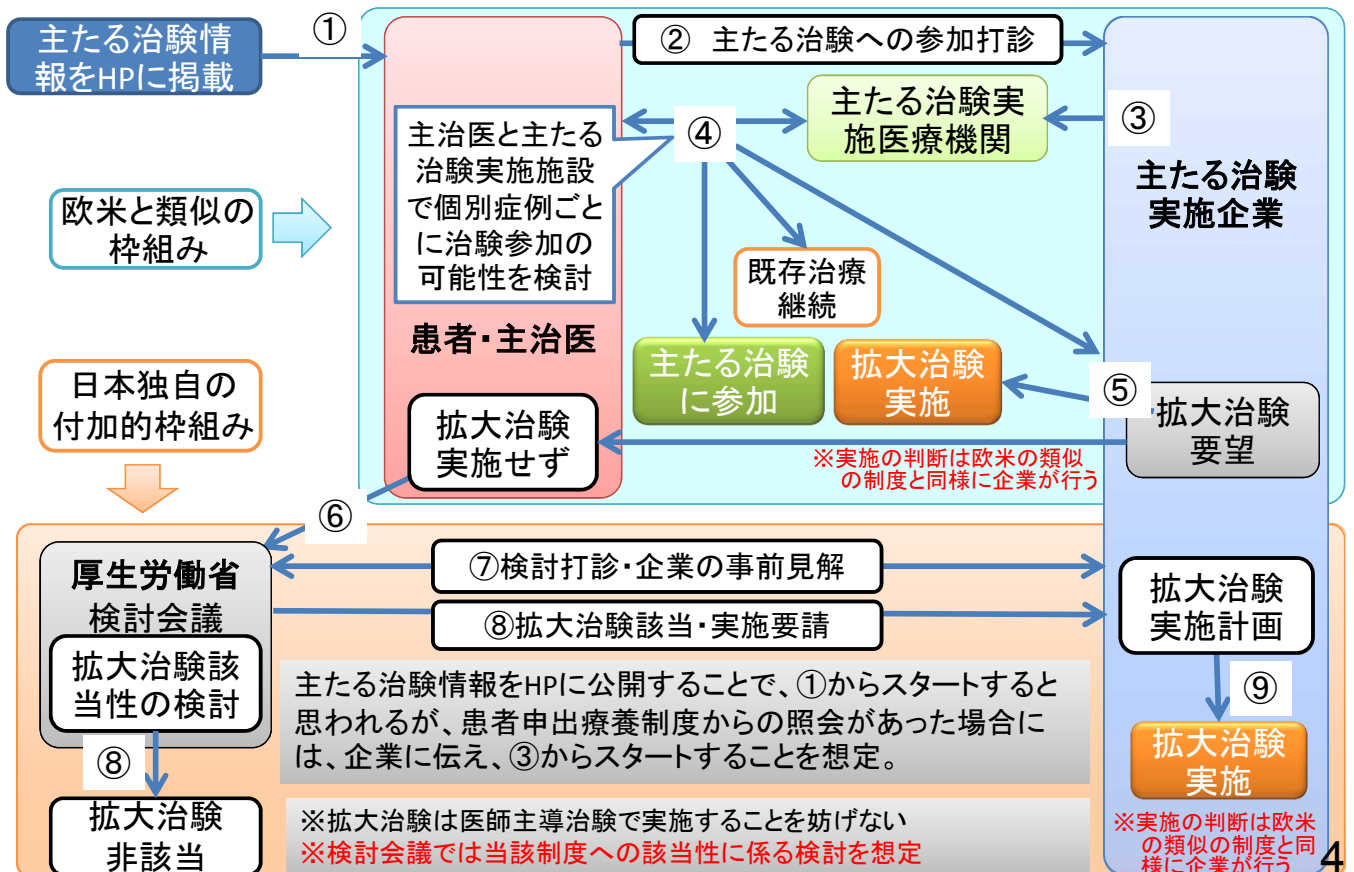 主たる治験情
報をHPに掲載
①
② 主たる治験への参加打診
主たる治験実
施医療機関
③
④
主治医と主たる
治験実施施設
で個別症例ごと
に治験参加の
可能性を検討
主たる治験
実施企業
欧米と類似の
枠組み
既存治療
継続
患者・主治医
主たる治験
に参加
拡大治験
実施
⑤
拡大治験
要望
日本独自の
付加的枠組み
拡大治験
実施せず
※実施の判断は欧米の類似
の制度と同様に企業が行う
⑥
厚生労働省
検討会議
拡大治験該
当性の検討
⑦検討打診・企業の事前見解
⑧拡大治験該当・実施要請
拡大治験
実施計画
主たる治験情報をHPに公開することで、①からスタートすると
思われるが、患者申出療養制度からの照会があった場合に
は、企業に伝え、③からスタートすることを想定。
⑨
⑧
拡大治験
実施
拡大治験
非該当
※拡大治験は医師主導治験で実施することを妨げない
※検討会議では当該制度への該当性に係る検討を想定
※実施の判断は欧米
の類似の制度と同
様に企業が行う
4